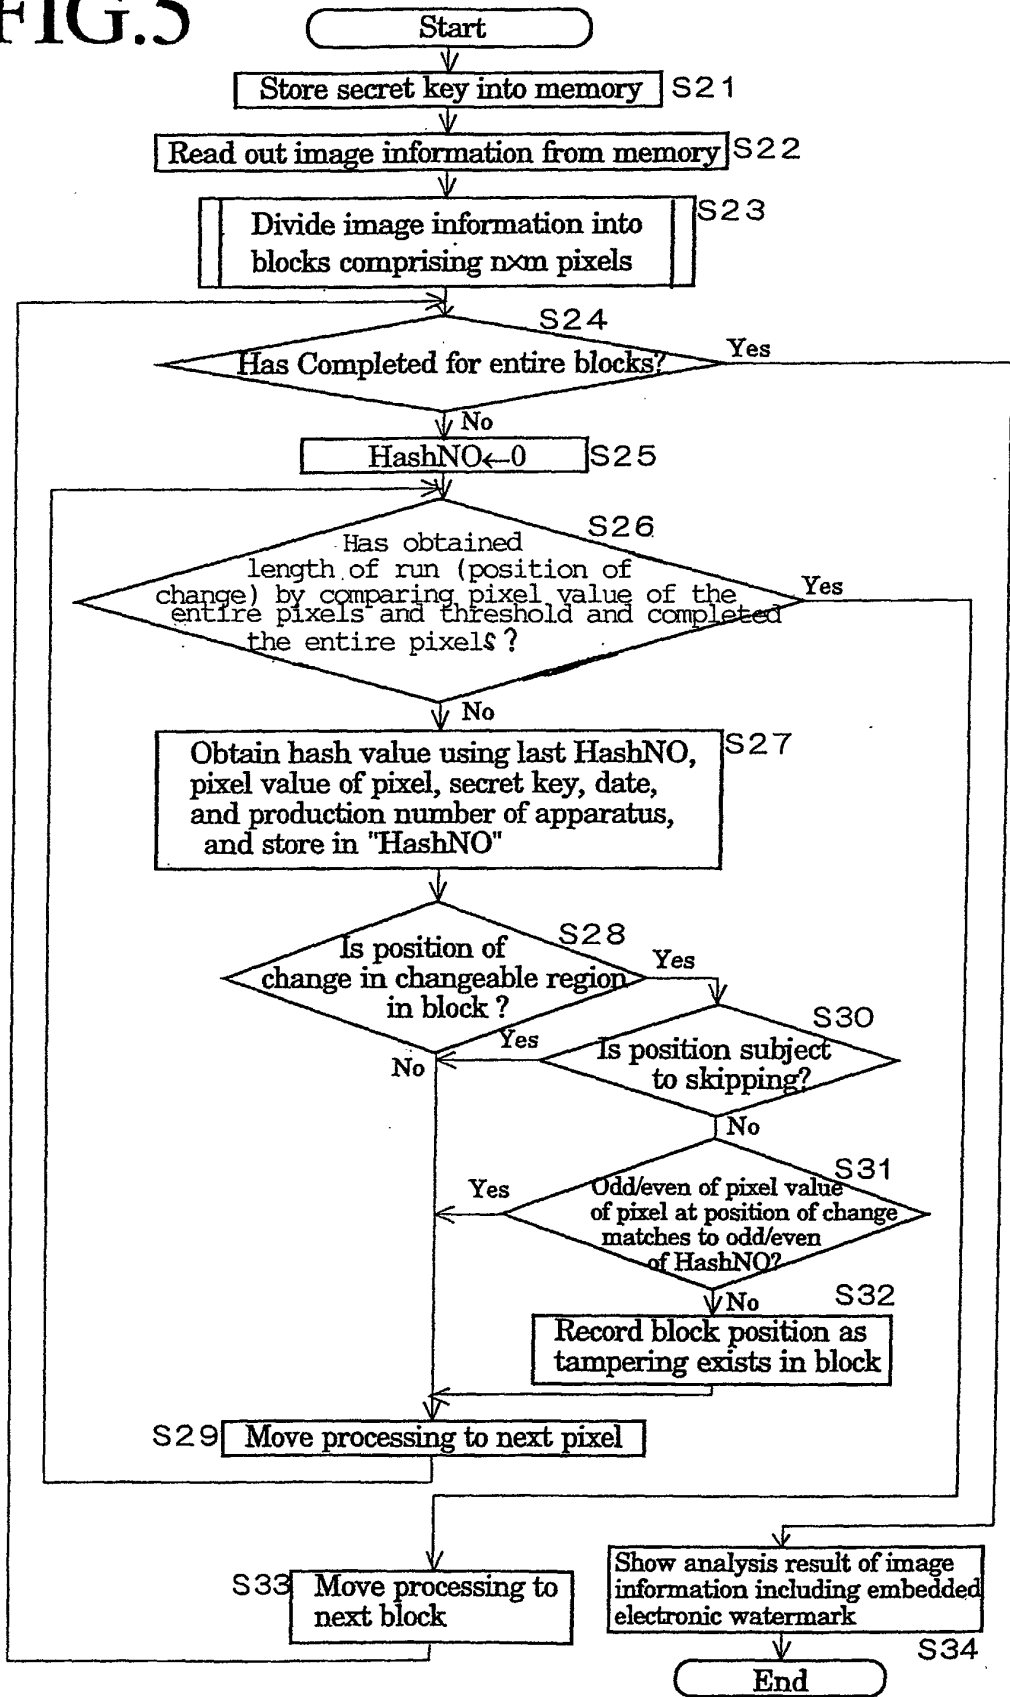 FIG.5
Start
Store secret key into memory
S21
Read out image information from memory
S22
Divide image information into
blocks comprising n×m pixels
S23
S24
Has Completed for entire blocks?
Yes
No
HashNO←0
S25
S26
Has obtained
length of run (position of
change) by comparing pixel value of the
entire pixels and threshold and completed
the entire pixels?
Yes
No
Obtain hash value using last HashNO,
pixel value of pixel, secret key, date,
and production number of apparatus,
and store in "HashNO"
S27
S28
Is position of
change in changeable region
in block ?
Yes
No
S30
Is position subject
to skipping?
Yes
No
S31
Odd/even of pixel value
of pixel at position of change
matches to odd/even
of HashNO?
Yes
No
S32
Record block position as
tampering exists in block
S29
Move processing to next pixel
S33
Move processing to
next block
Show analysis result of image
information including embedded
electronic watermark
S34
End